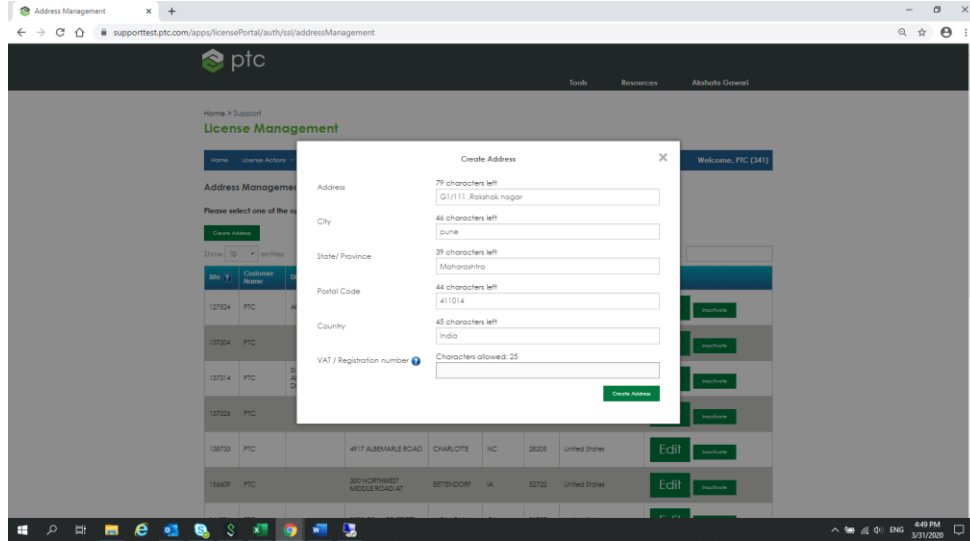 Address Management
supporttest.ptc.com/apps/licensePortal/auth/ssl/addressManagement
ptc
Tools Resources Akshata Gawari
Home > Support
License Management
Home License Actions Welcome, PTC (341)
Create Address
Address Managemen
Please select one of the op
Create Address
Show 10 entries
Site Customer Name
Address 79 characters left
G1/111 ,Rakshak nagar
City 46 characters left
pune
State/ Province 39 characters left
Maharashtra
Postal Code 44 characters left
411014
Country 45 characters left
India
VAT / Registration number Characters allowed: 25
Create Address
127524 PTC Inactivate
137304 PTC Inactivate
137314 PTC Inactivate
137326 PTC
138733 PTC 4917 ALBEMARLE ROAD CHARLOTTE NC 28205 United States Edit Inactivate
156609 PTC 300 NORTHWEST MIDDLE ROAD AT BETTENDORF IA 52722 United States Edit Inactivate
ENG 4:49 PM
3/31/2020